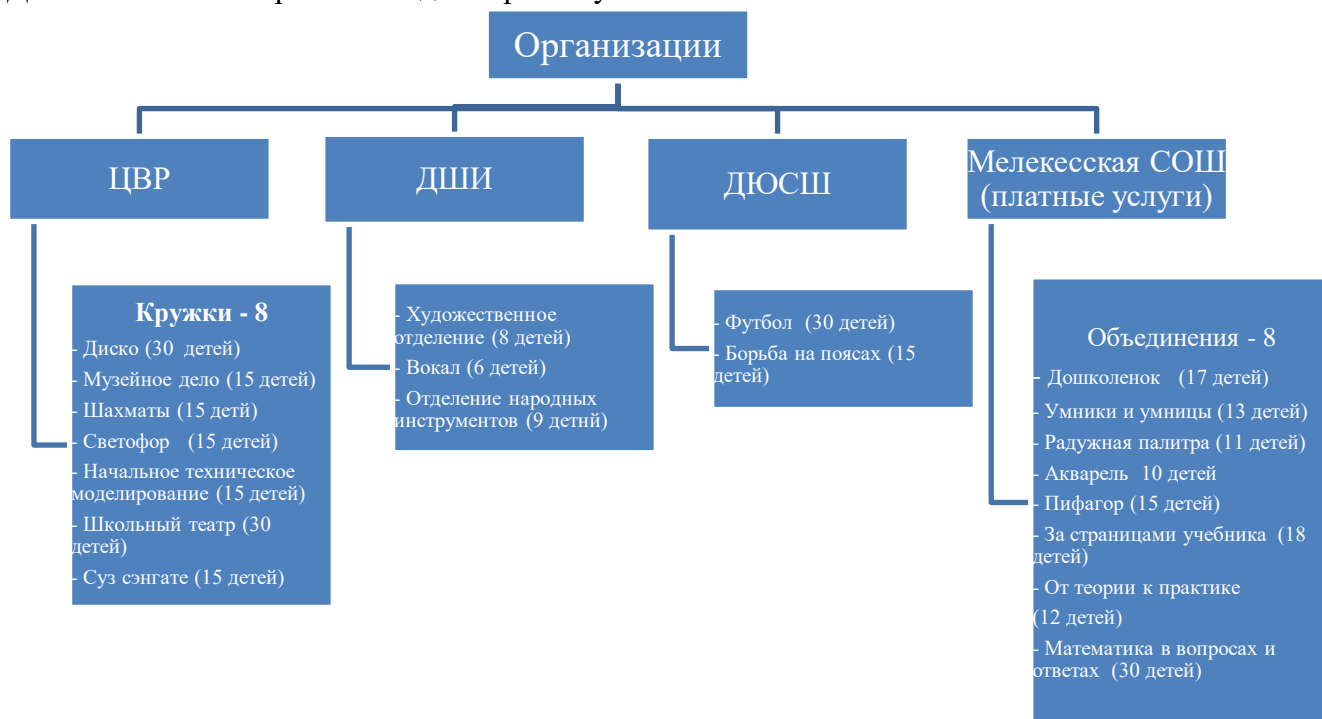 Организации
ЦВР
ДШИ
ДЮСШ
Мелекесская СОШ
(платные услуги)
Кружки - 8
- Диско (30 детей)
- Музейное дело (15 детей)
- Шахматы (15 детй)
- Светофор (15 детей)
- Начальное техническое
моделирование (15 детей)
- Школьный театр (30
детей)
- Суз сэнгате (15 детей)
- Художественное
отделение (8 детей)
- Вокал (6 детей)
- Отделение народных
инструментов (9 детнй)
- Футбол (30 детей)
- Борьба на поясах (15
детей)
Объединения - 8
- Дошколенок (17 детей)
- Умники и умницы (13 детей)
- Радужная палитра (11 детей)
- Акварель 10 детей
- Пифагор (15 детей)
- За страницами учебника (18
детей)
- От теории к практике
(12 детей)
- Математика в вопросах и
ответах (30 детей)